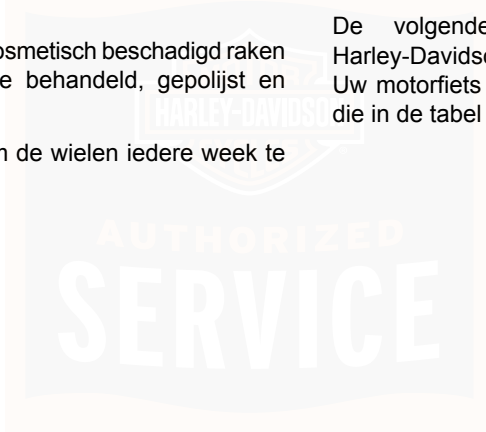 osmetisch beschadigd raken
e behandeld, gepolijst en
de wielen iedere week te
De volgende
Harley-Davids
Uw motorfiets
die in de tabel
HARLEY-DAVIDSON
AUTHORIZED
SERVICE